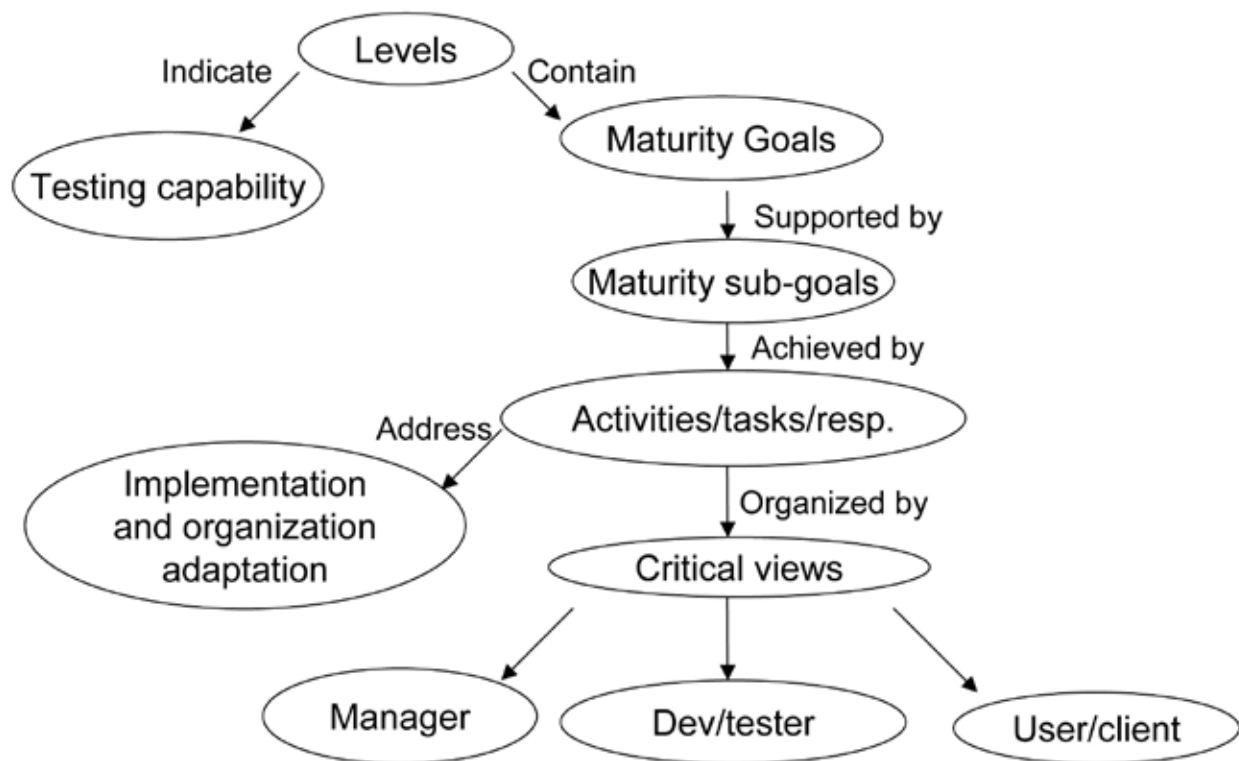 Levels
Indicate
Contain
Maturity Goals
Testing capability
Supported by
Maturity sub-goals
Achieved by
Activities/tasks/resp.
Address
Implementation
and organization
adaptation
Organized by
Critical views
Manager
Dev/tester
User/client